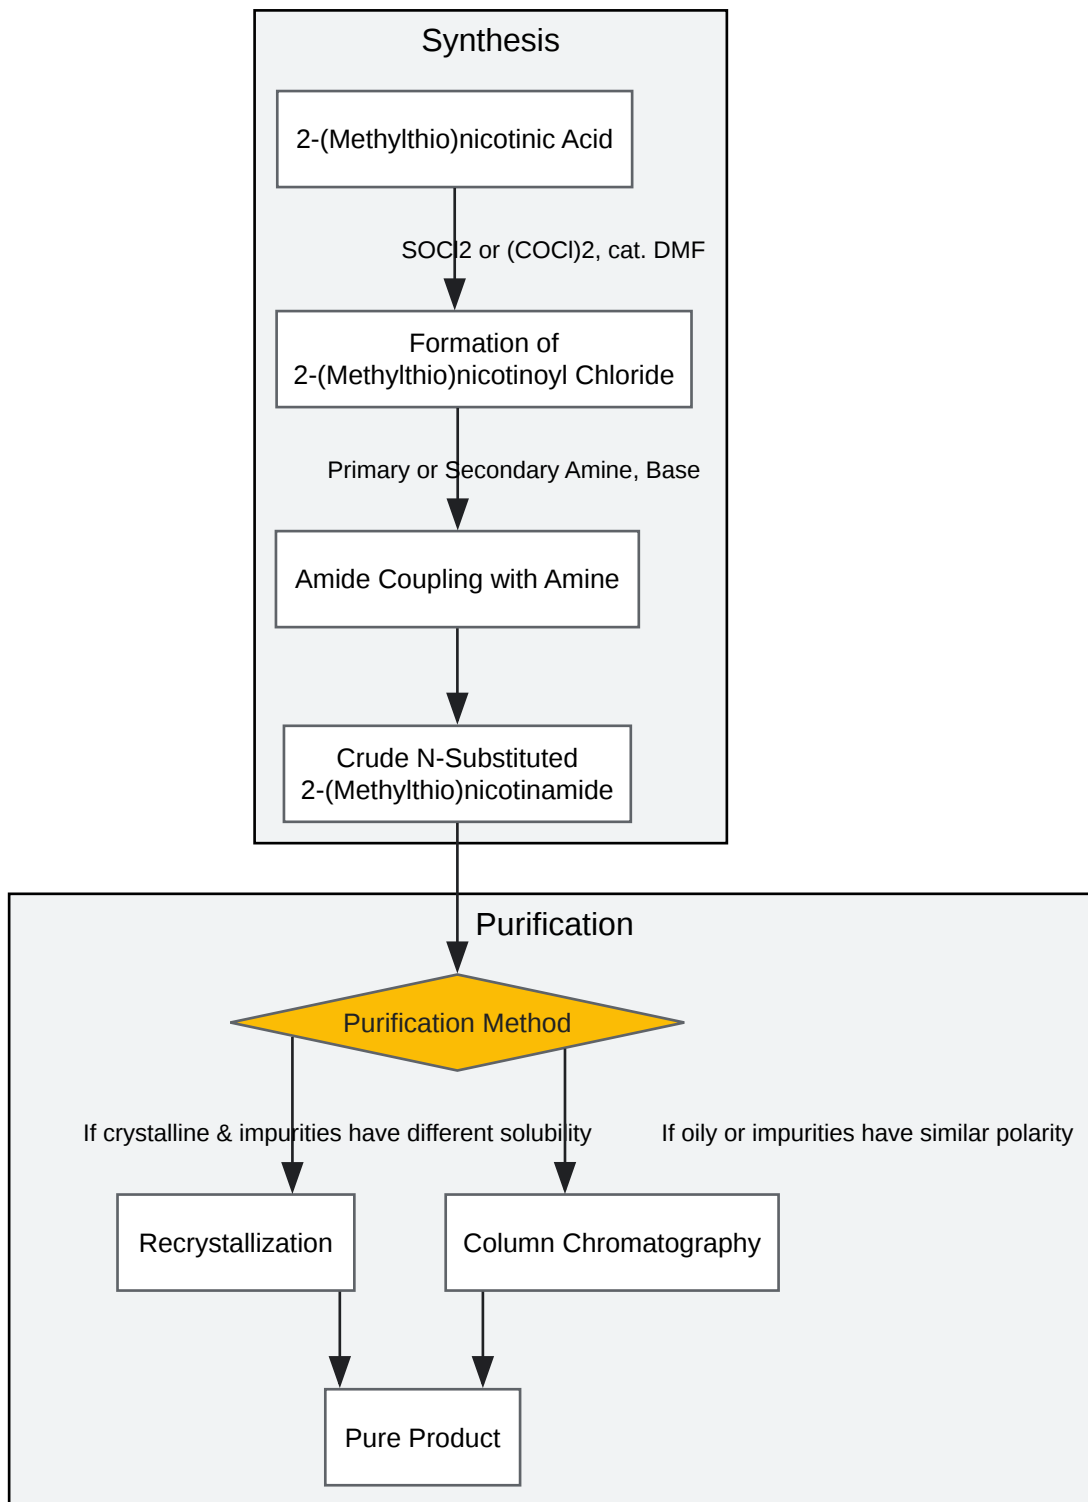 Synthesis
2-(Methylthio)nicotinic Acid
SOCl2 or (COCl)2, cat. DMF
Formation of
2-(Methylthio)nicotinoyl Chloride
Primary or Secondary Amine, Base
Amide Coupling with Amine
Crude N-Substituted
2-(Methylthio)nicotinamide
Purification
Purification Method
If crystalline & impurities have different solubility
If oily or impurities have similar polarity
Recrystallization
Column Chromatography
Pure Product